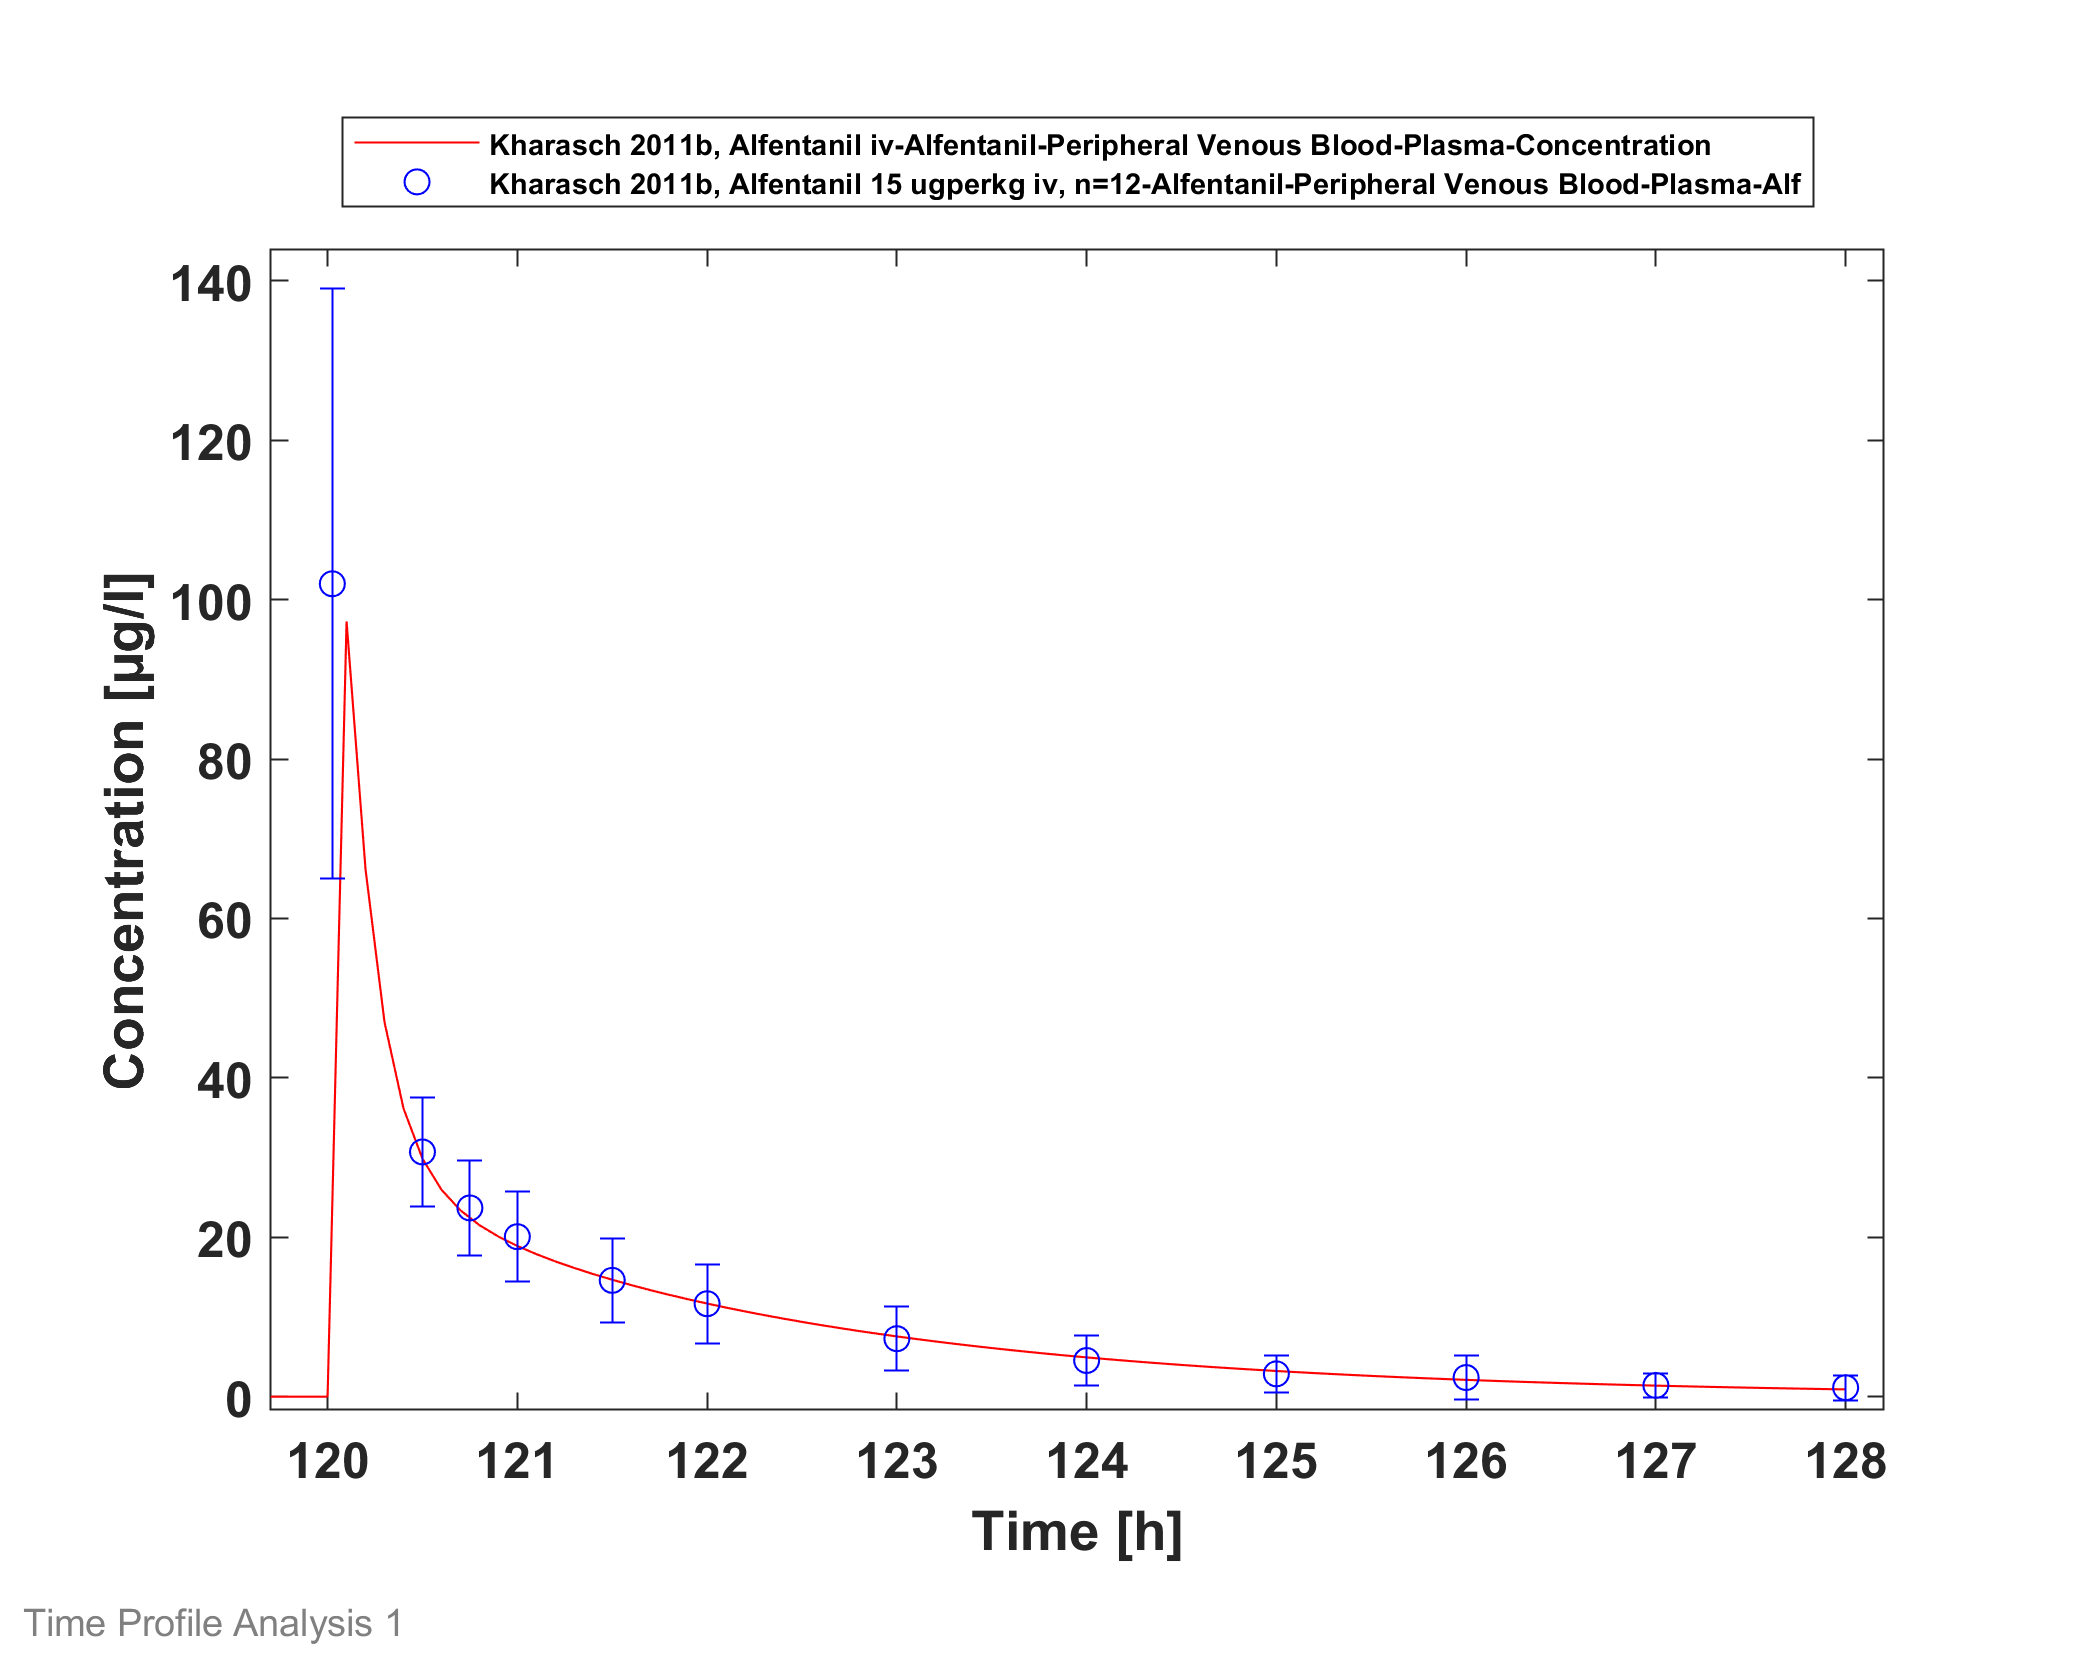 Kharasch 2011b, Alfentanil iv-Alfentanil-Peripheral Venous Blood-Plasma-Concentration
Kharasch 2011b, Alfentanil 15 ugperkg iv, n=12-Alfentanil-Peripheral Venous Blood-Plasma-Alf
140
120
100
80
60
40
20
0
Concentration [µg/l]
120 121 122 123 124 125 126 127 128
Time [h]
Time Profile Analysis 1